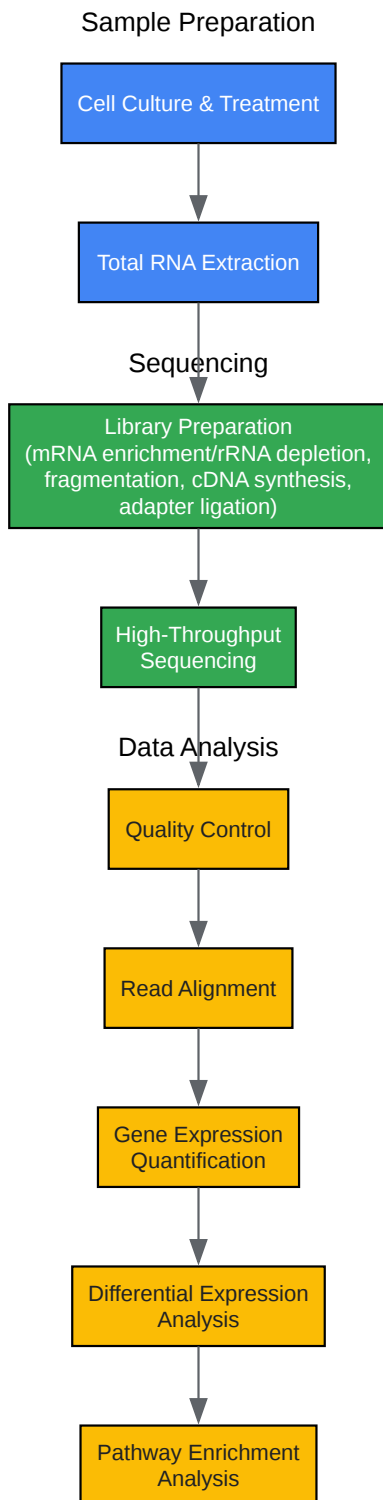 Sample Preparation
Cell Culture & Treatment
Total RNA Extraction
Sequencing
Library Preparation
(mRNA enrichment/rRNA depletion,
fragmentation, cDNA synthesis,
adapter ligation)
High-Throughput
Sequencing
Data Analysis
Quality Control
Read Alignment
Gene Expression
Quantification
Differential Expression
Analysis
Pathway Enrichment
Analysis